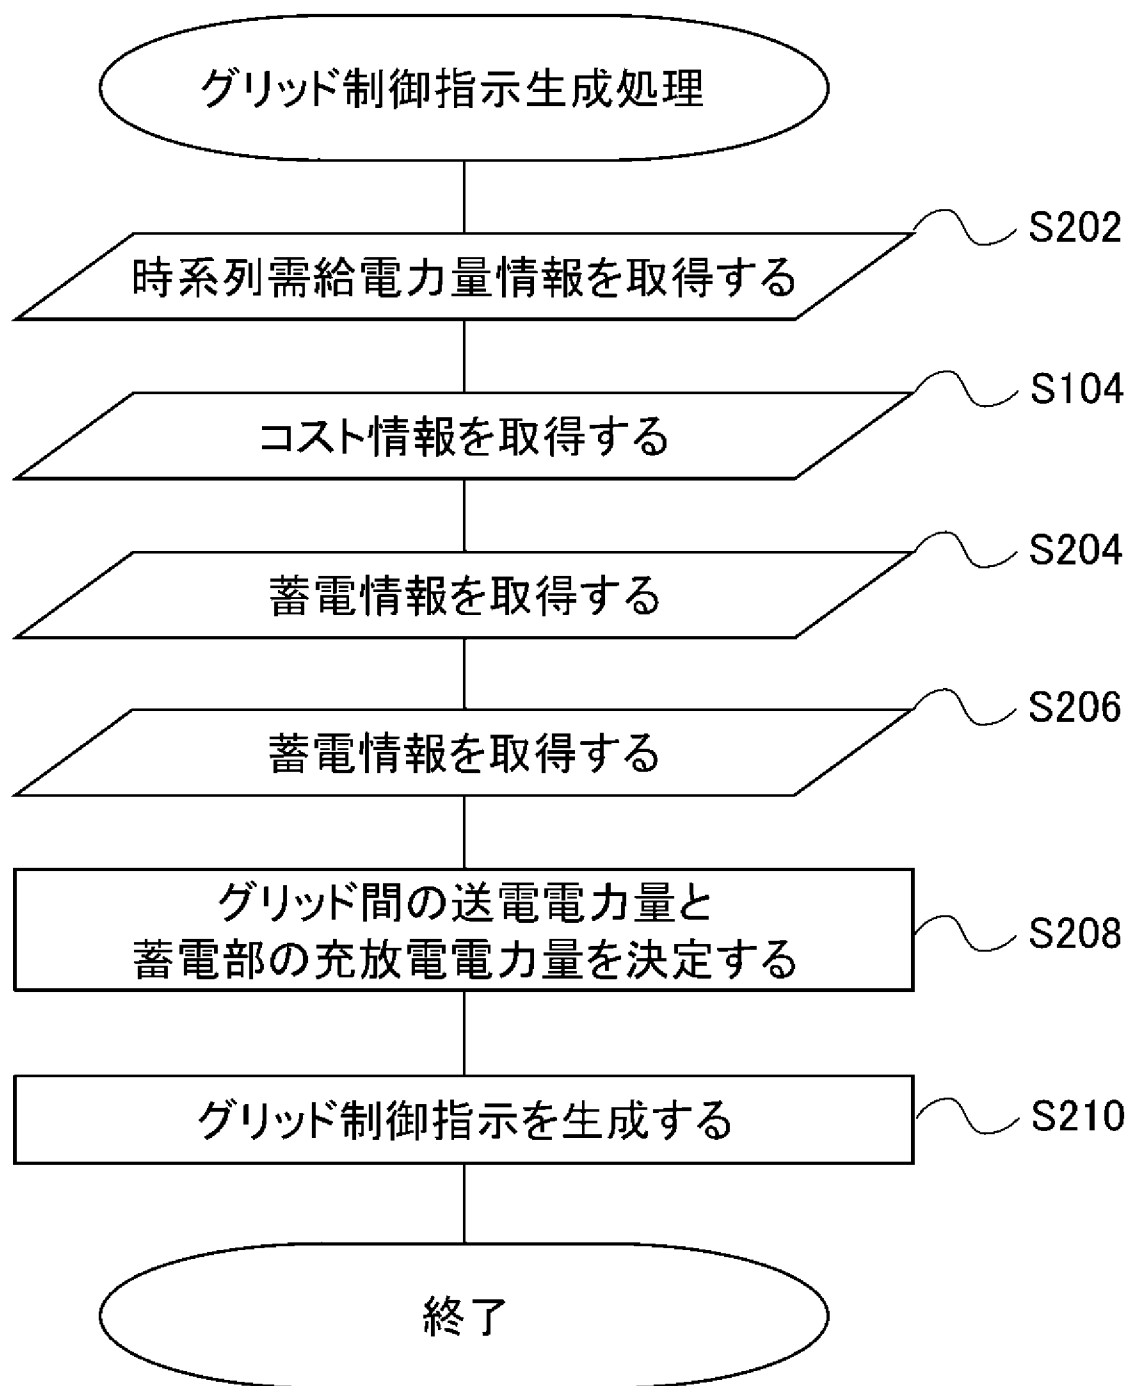 グリッド制御指示生成処理
S202
時系列需給電力量情報を取得する
S104
コスト情報を取得する
S204
蓄電情報を取得する
S206
蓄電情報を取得する
グリッド間の送電電力量と
S208
蓄電部の充放電電力量を決定する
グリッド制御指示を生成する
S210
終了